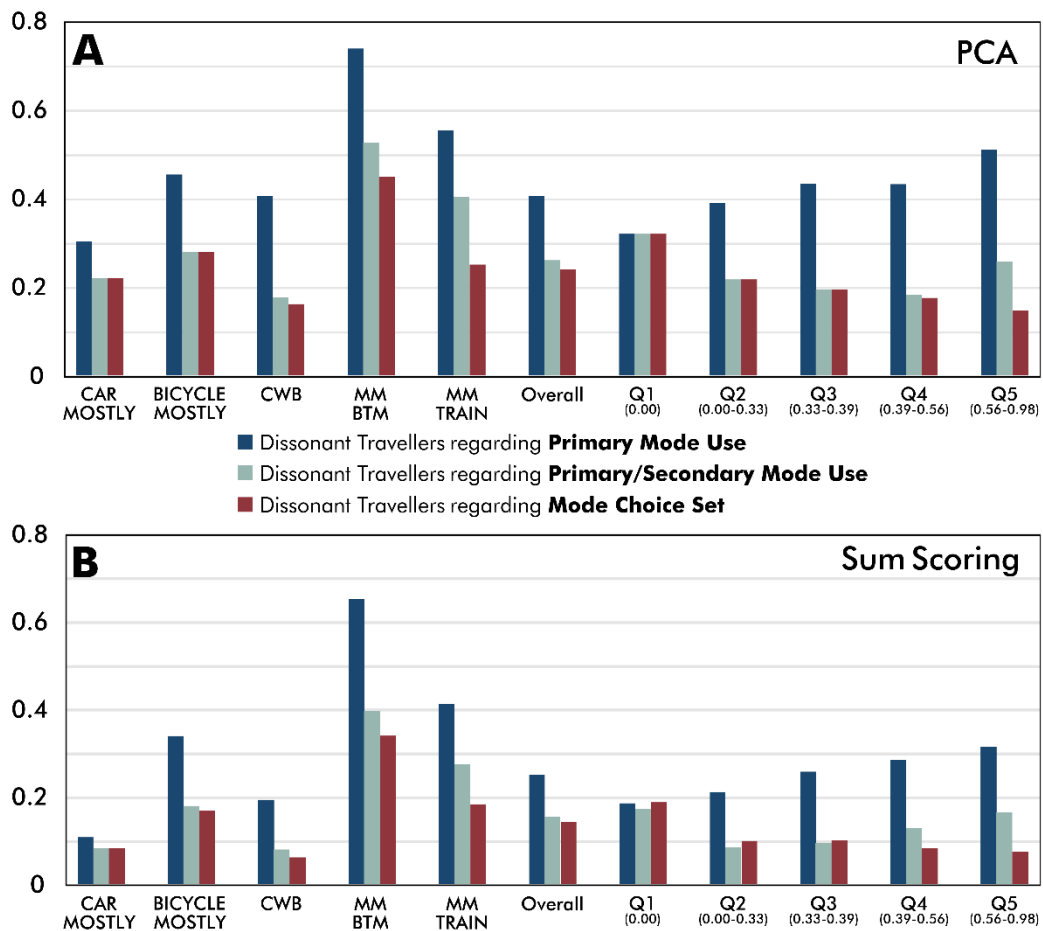 A
PCA
0.8
0.6
0.4
0.2
0
CAR MOSTLY
BICYCLE MOSTLY
CWB
MM BTM
MM TRAIN
Overall
Q1 (0.00)
Q2 (0.00-0.33)
Q3 (0.33-0.39)
Q4 (0.39-0.56)
Q5 (0.56-0.98)
Dissonant Travellers regarding Primary Mode Use
Dissonant Travellers regarding Primary/Secondary Mode Use
Dissonant Travellers regarding Mode Choice Set
B
Sum Scoring
0.8
0.6
0.4
0.2
0
CAR MOSTLY
BICYCLE MOSTLY
CWB
MM BTM
MM TRAIN
Overall
Q1 (0.00)
Q2 (0.00-0.33)
Q3 (0.33-0.39)
Q4 (0.39-0.56)
Q5 (0.56-0.98)